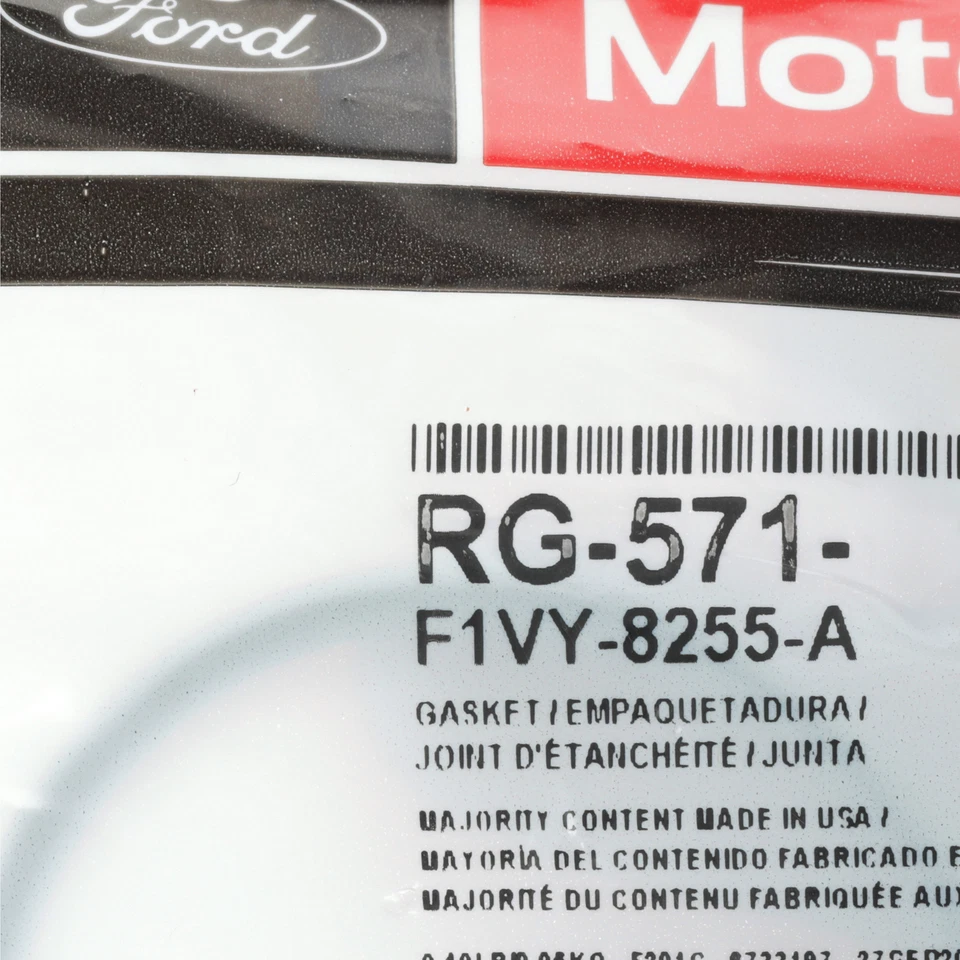 Ford Moto
RG-571-
F1VY-8255-A
GASKET / EMPAQUETADURA /
JOINT D'ÉTANCHÉITÉ / JUNTA
MAJORITY CONTENT MADE IN USA /
MAYORÍA DEL CONTENIDO FABRICADO E
MAJORITÉ DU CONTENU FABRIQUÉE AUX